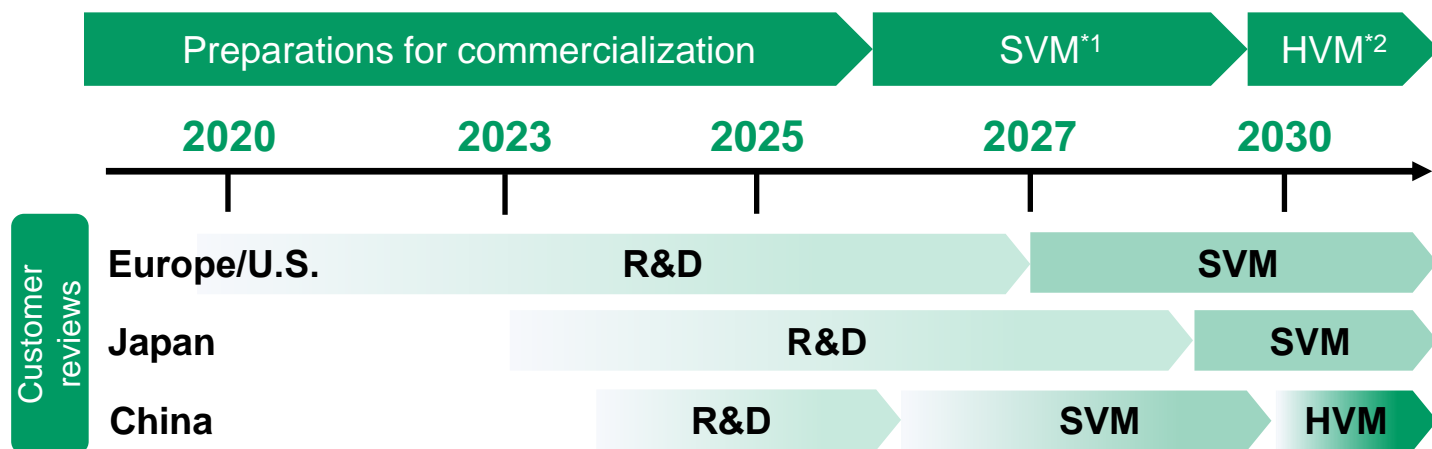 Preparations for commercialization
SVM*1
HVM*2
2020
2023
2025
2027
2030
Customer
reviews
Europe/U.S.
R&D
SVM
Japan
R&D
SVM
China
R&D
SVM
HVM